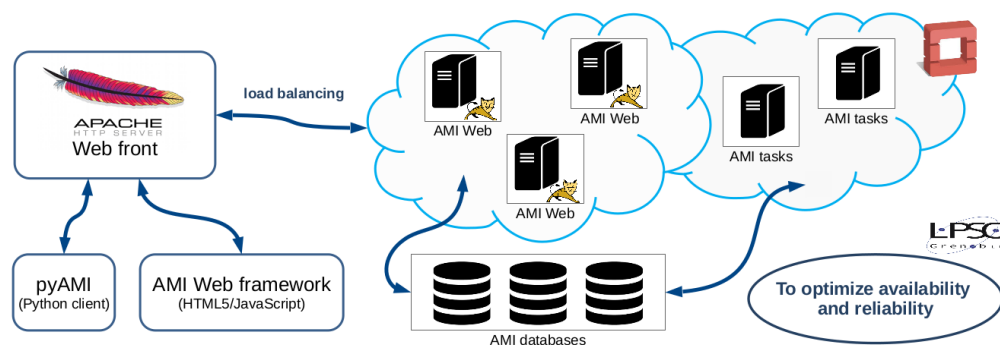 APACHE
HTTP SERVER
Web front
load balancing
AMI Web
AMI Web
AMI Web
AMI tasks
AMI tasks
pyAMI
(Python client)
AMI Web framework
(HTML5/JavaScript)
AMI databases
LPSC
Grenoble
To optimize availability
and reliability